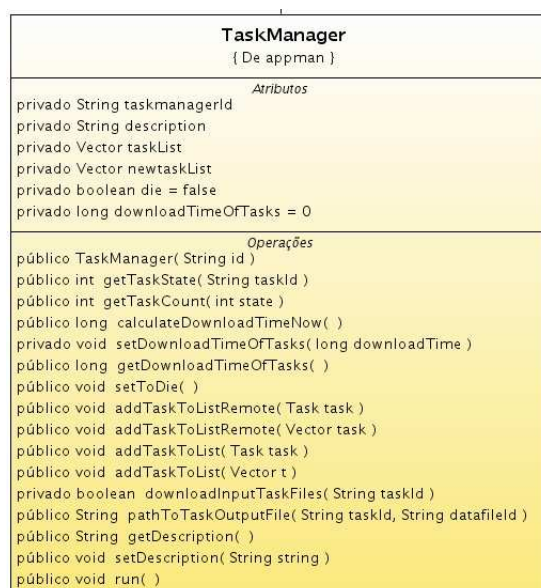 TaskManager
{ De appman }
Atributos
privado String taskmanagerId
privado String description
privado Vector taskList
privado Vector newtaskList
privado boolean die = false
privado long downloadTimeOfTasks = 0
Operações
público TaskManager( String id )
público int getTaskState( String taskId )
público int getTaskCount( int state )
público long calculateDownloadTimeNow( )
privado void setDownloadTimeOfTasks( long downloadTime )
público long getDownloadTimeOfTasks( )
público void setToDie( )
público void addTaskToListRemote( Task task )
público void addTaskToListRemote( Vector task )
público void addTaskToList( Task task )
público void addTaskToList( Vector t )
privado boolean downloadInputTaskFiles( String taskId )
público String pathToTaskOutputFile( String taskId, String datafileId )
público String getDescription( )
público void setDescription( String string )
público void run( )